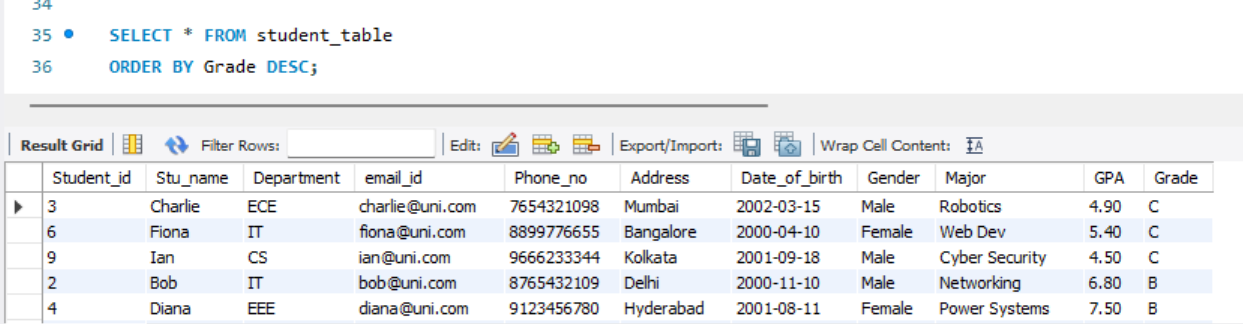 34
35 SELECT * FROM student_table
36 ORDER BY Grade DESC;
Result Grid Filter Rows: Edit: Export/Import: Wrap Cell Content: IA
Student_id Stu_name Department email_id Phone_no Address Date_of_birth Gender Major GPA Grade
3 Charlie ECE charlie@uni.com 7654321098 Mumbai 2002-03-15 Male Robotics 4.90 C
6 Fiona IT fiona@uni.com 8899776655 Bangalore 2000-04-10 Female Web Dev 5.40 C
9 Ian CS ian@uni.com 9666233344 Kolkata 2001-09-18 Male Cyber Security 4.50 C
2 Bob IT bob@uni.com 8765432109 Delhi 2000-11-10 Male Networking 6.80 B
4 Diana EEE diana@uni.com 9123456780 Hyderabad 2001-08-11 Female Power Systems 7.50 B